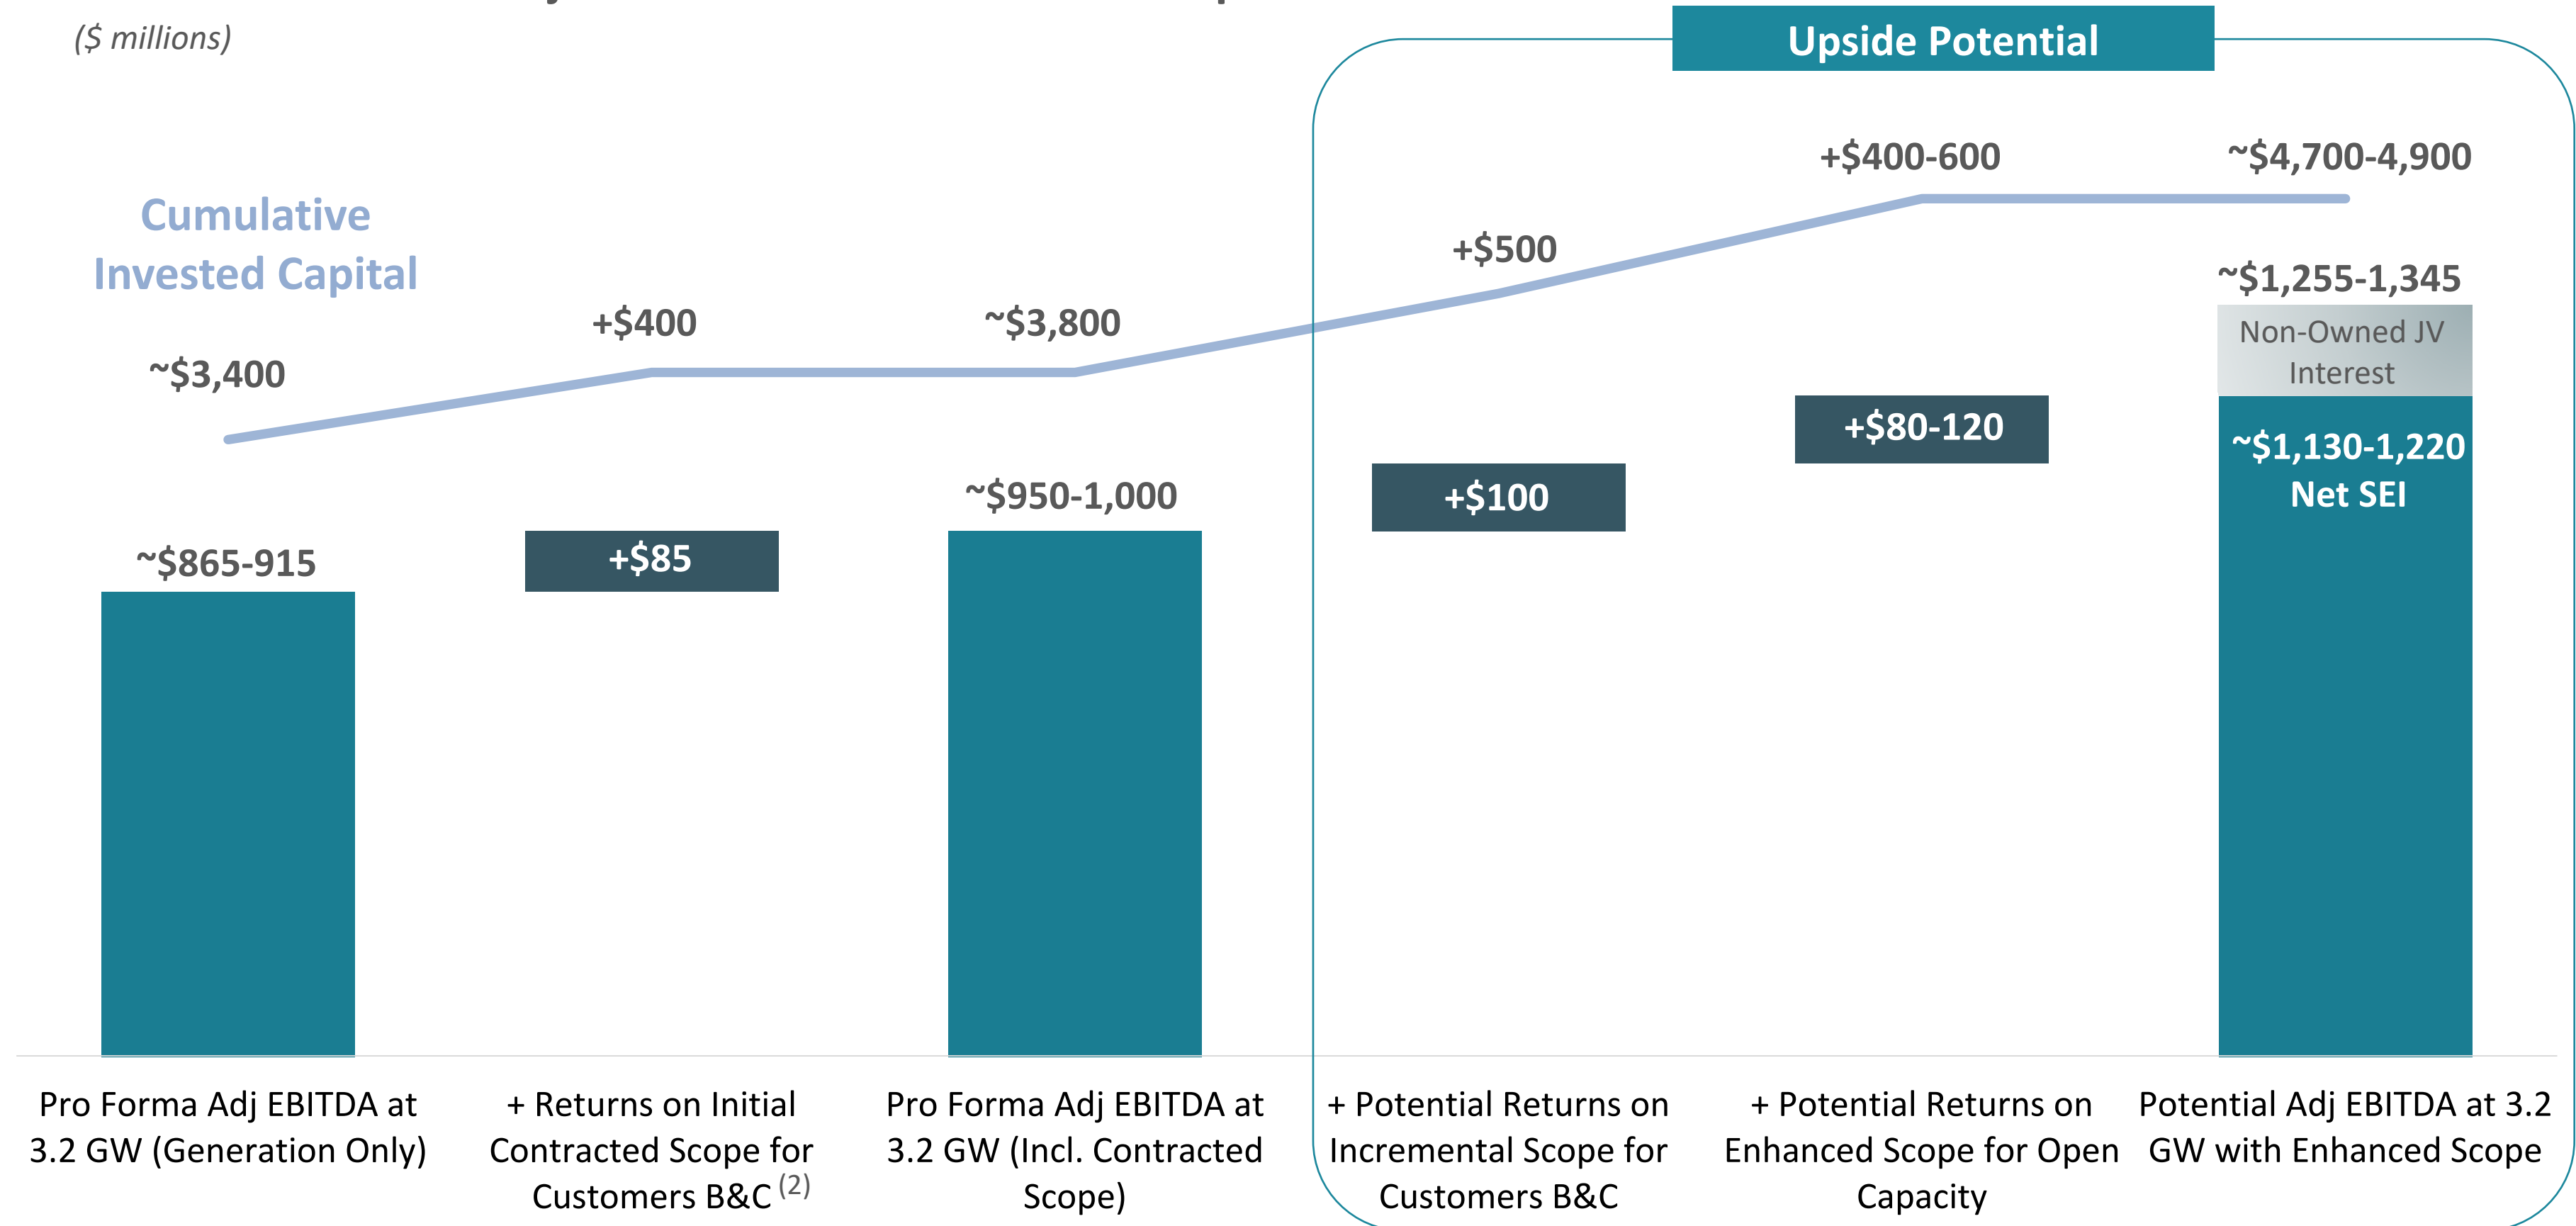 ($ millions)
Upside Potential
Cumulative
Invested Capital
~$3,400
+$400
~$3,800
+$500
+$400-600
~$4,700-4,900
~$865-915
+$85
~$950-1,000
+$100
+$80-120
~$1,255-1,345
Non-Owned JV
Interest
~$1,130-1,220
Net SEI
Pro Forma Adj EBITDA at
3.2 GW (Generation Only)
+ Returns on Initial
Contracted Scope for
Customers B&C (2)
Pro Forma Adj EBITDA at
3.2 GW (Incl. Contracted
Scope)
+ Potential Returns on
Incremental Scope for
Customers B&C
+ Potential Returns on
Enhanced Scope for Open
Capacity
Potential Adj EBITDA at 3.2
GW with Enhanced Scope